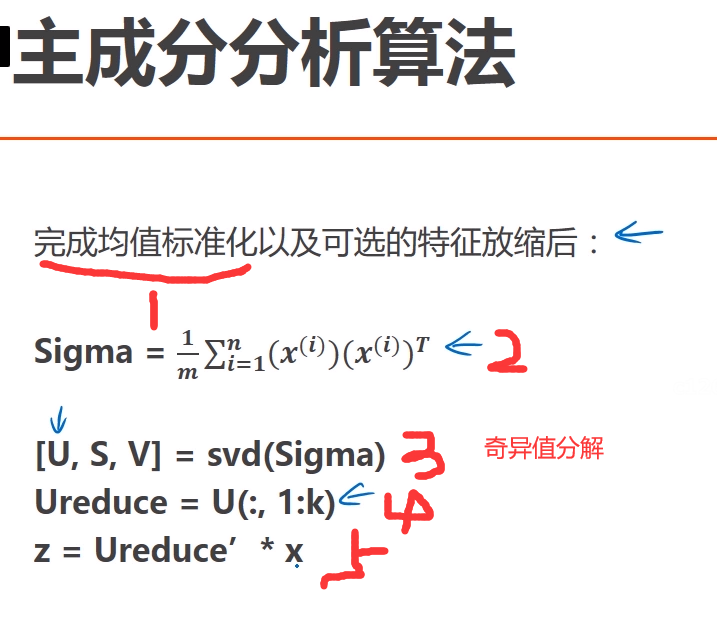 主成分分析算法
完成均值标准化以及可选的特征放缩后：
1
Sigma = \frac{1}{m} \sum_{i=1}^{n} (x^{(i)})(x^{(i)})^T 2
[U, S, V] = svd(Sigma) 3 奇异值分解
Ureduce = U(:, 1:k) 4
z = Ureduce′ * x 5